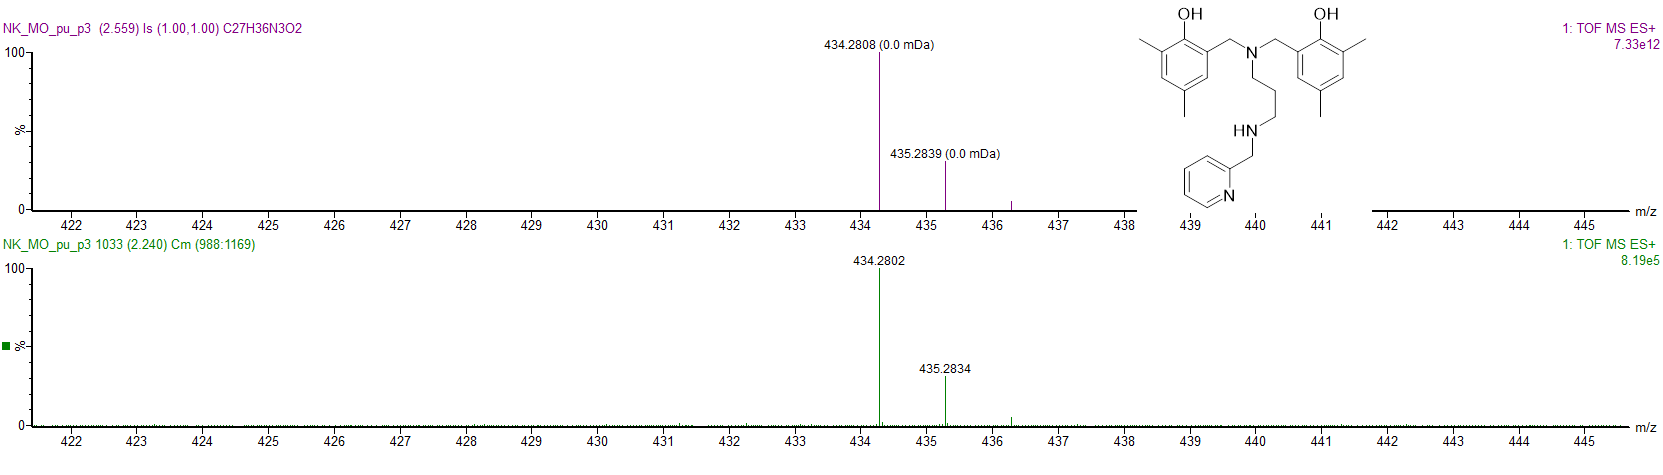 NK_MO_pu_p3 (2.559) Is (1.00,1.00) C27H36N3O2
1: TOF MS ES+
7.33e12
100
434.2808 (0.0 mDa)
%
435.2839 (0.0 mDa)
0
422 423 424 425 426 427 428 429 430 431 432 433 434 435 436 437 438 439 440 441 442 443 444 445
m/z
OH
OH
N
HN
N
NK_MO_pu_p3 1033 (2.240) Cm (988:1169)
1: TOF MS ES+
8.19e5
100
434.2802
%
435.2834
0
422 423 424 425 426 427 428 429 430 431 432 433 434 435 436 437 438 439 440 441 442 443 444 445
m/z